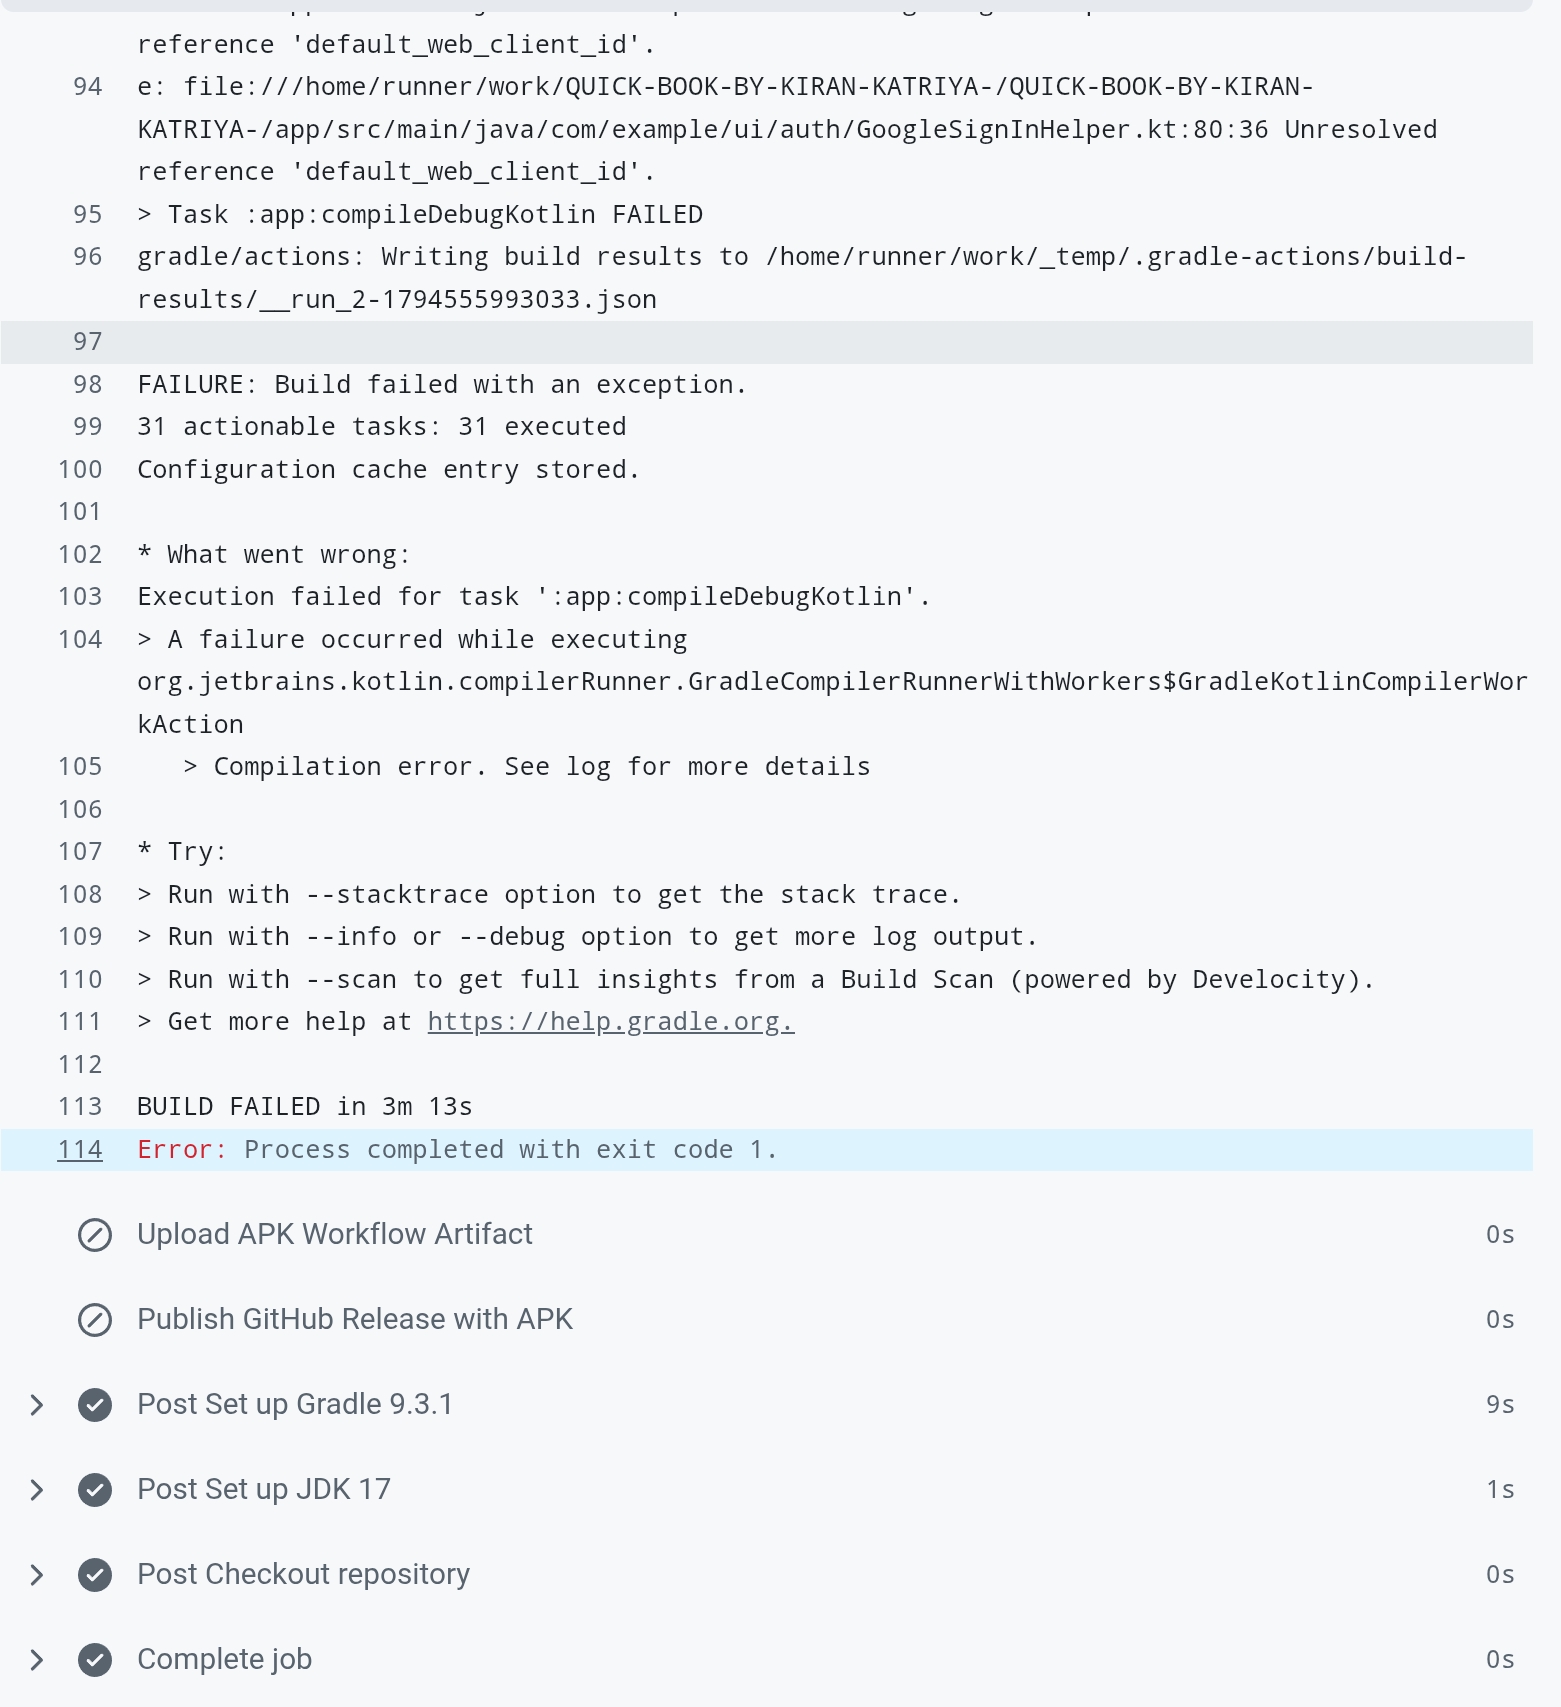 reference 'default_web_client_id'.
94 e: file:///home/runner/work/QUICK-BOOK-BY-KIRAN-KATRIYA-/QUICK-BOOK-BY-KIRAN-
KATRIYA-/app/src/main/java/com/example/ui/auth/GoogleSignInHelper.kt:80:36 Unresolved
reference 'default_web_client_id'.
95 > Task :app:compileDebugKotlin FAILED
96 gradle/actions: Writing build results to /home/runner/work/_temp/.gradle-actions/build-
results/__run_2-1794555993033.json
97
98 FAILURE: Build failed with an exception.
99 31 actionable tasks: 31 executed
100 Configuration cache entry stored.
101
102 * What went wrong:
103 Execution failed for task ':app:compileDebugKotlin'.
104 > A failure occurred while executing
org.jetbrains.kotlin.compilerRunner.GradleCompilerRunnerWithWorkers$GradleKotlinCompilerWor
kAction
105 > Compilation error. See log for more details
106
107 * Try:
108 > Run with --stacktrace option to get the stack trace.
109 > Run with --info or --debug option to get more log output.
110 > Run with --scan to get full insights from a Build Scan (powered by Develocity).
111 > Get more help at https://help.gradle.org.
112
113 BUILD FAILED in 3m 13s
114 Error: Process completed with exit code 1.
Upload APK Workflow Artifact 0s
Publish GitHub Release with APK 0s
Post Set up Gradle 9.3.1 9s
Post Set up JDK 17 1s
Post Checkout repository 0s
Complete job 0s